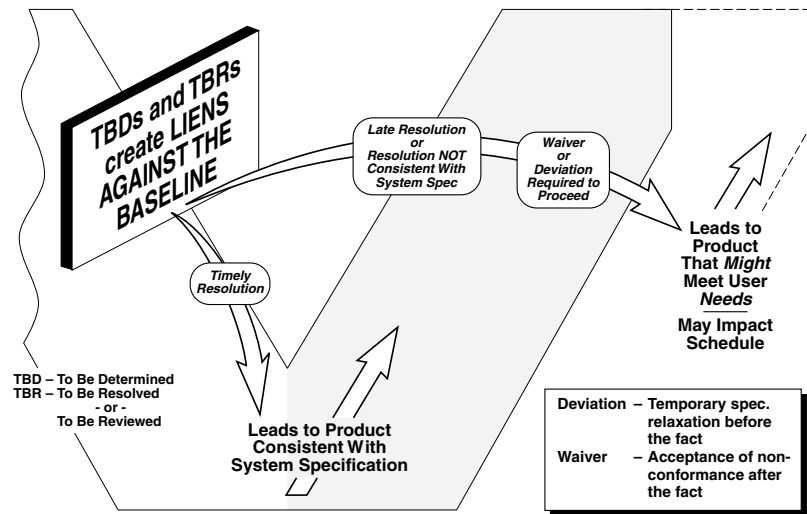 TBDs and TBRs
create LIENS
AGAINST THE
BASELINE
Late Resolution
or
Resolution NOT
Consistent With
System Spec
Waiver
or
Deviation
Required to
Proceed
Timely
Resolution
Leads to
Product
That Might
Meet User
Needs
May Impact
Schedule
TBD – To Be Determined
TBR – To Be Resolved
- or -
To Be Reviewed
Leads to Product
Consistent With
System Specification
Deviation – Temporary spec.
relaxation before
the fact
Waiver – Acceptance of non-
conformance after
the fact